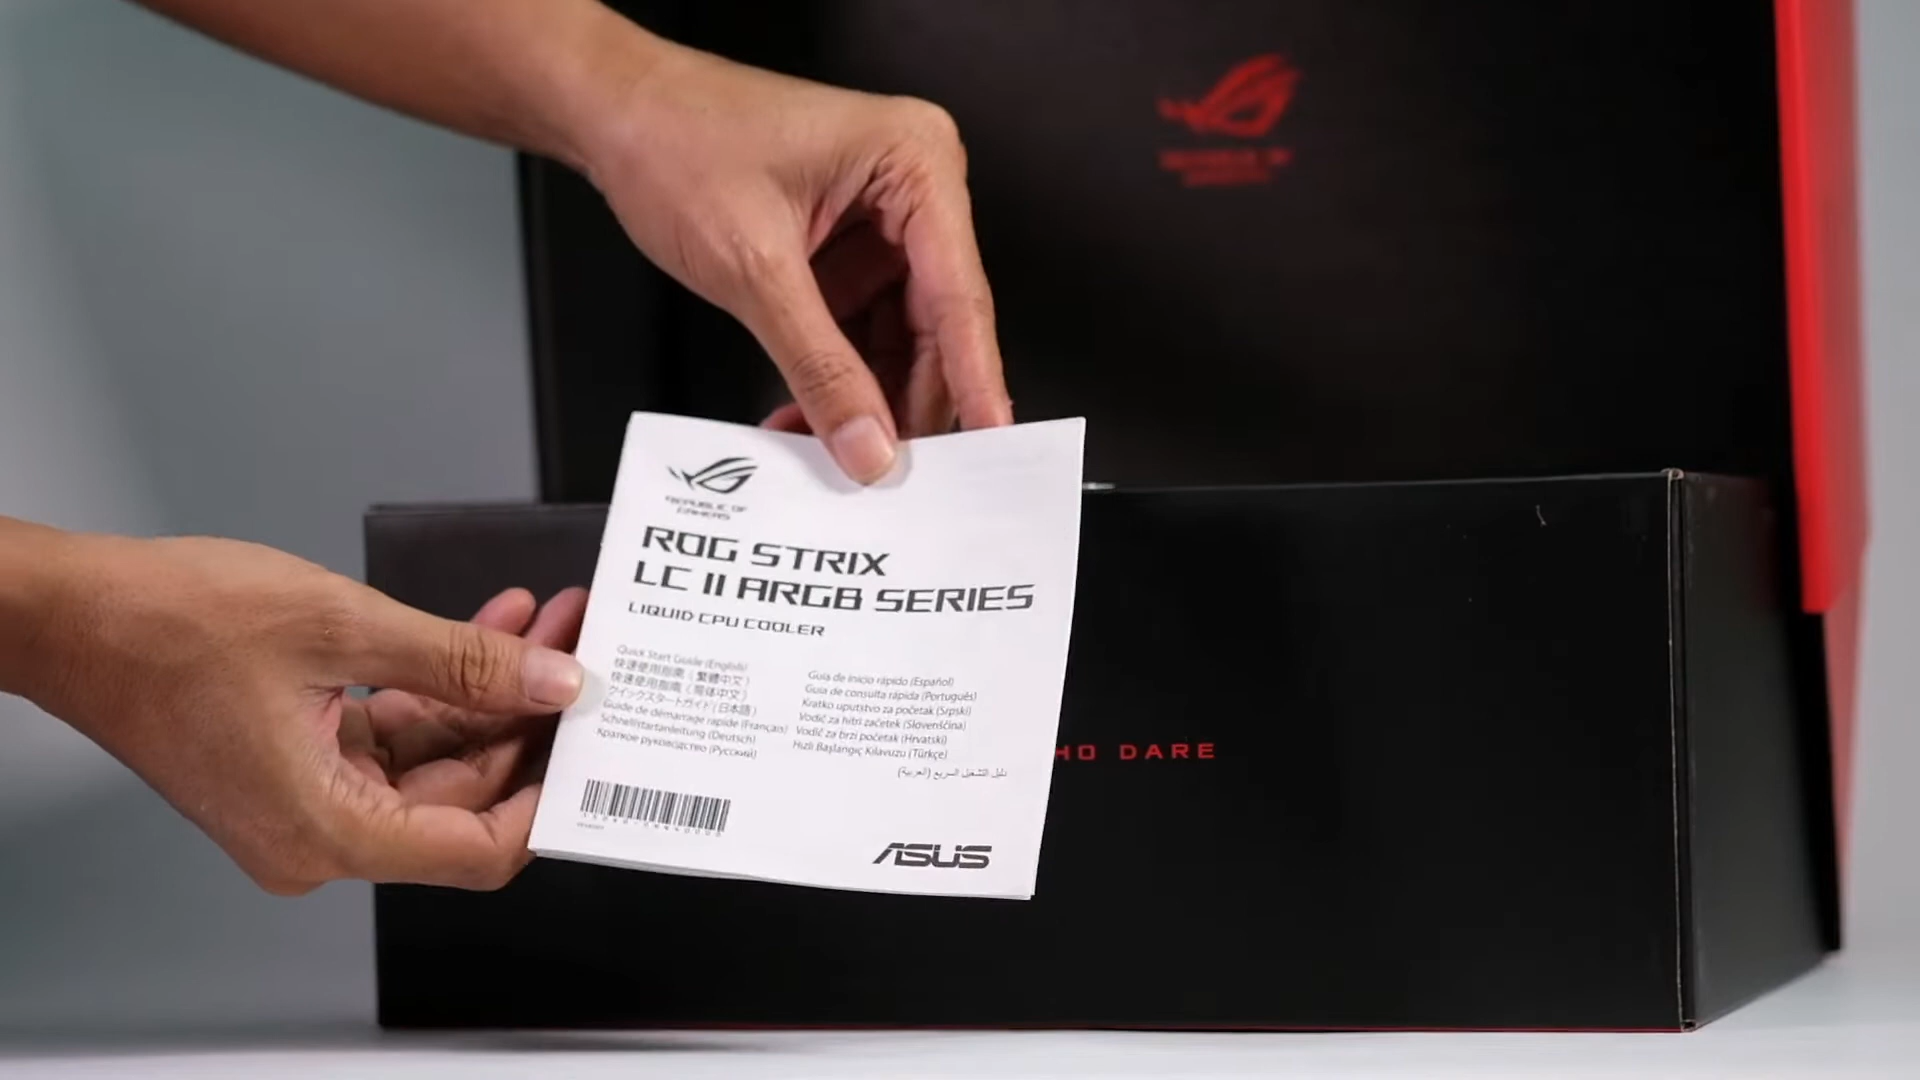 REPUBLIC OF
GAMERS
REPUBLIC OF
GAMERS
ROG STRIX
LC II ARGB SERIES
LIQUID CPU COOLER
Quick Start Guide (English)
快速使用指南 ( 繁體中文 )
快速使用指南 ( 简体中文 )
クイックスタートガイド ( 日本語 )
Guide de démarrage rapide (Français)
Schnellstartanleitung (Deutsch)
Краткое руководство (Русский)
Guía de inicio rápido (Español)
Guia de consulta rápida (Português)
Kratko uputstvo za početak (Srpski)
Vodič za hitri začetek (Slovenščina)
Vodič za brzi početak (Hrvatski)
Hızlı Başlangıç Kılavuzu (Türkçe)
دليل التشغيل السريع (العربية)
HO DARE
ASUS